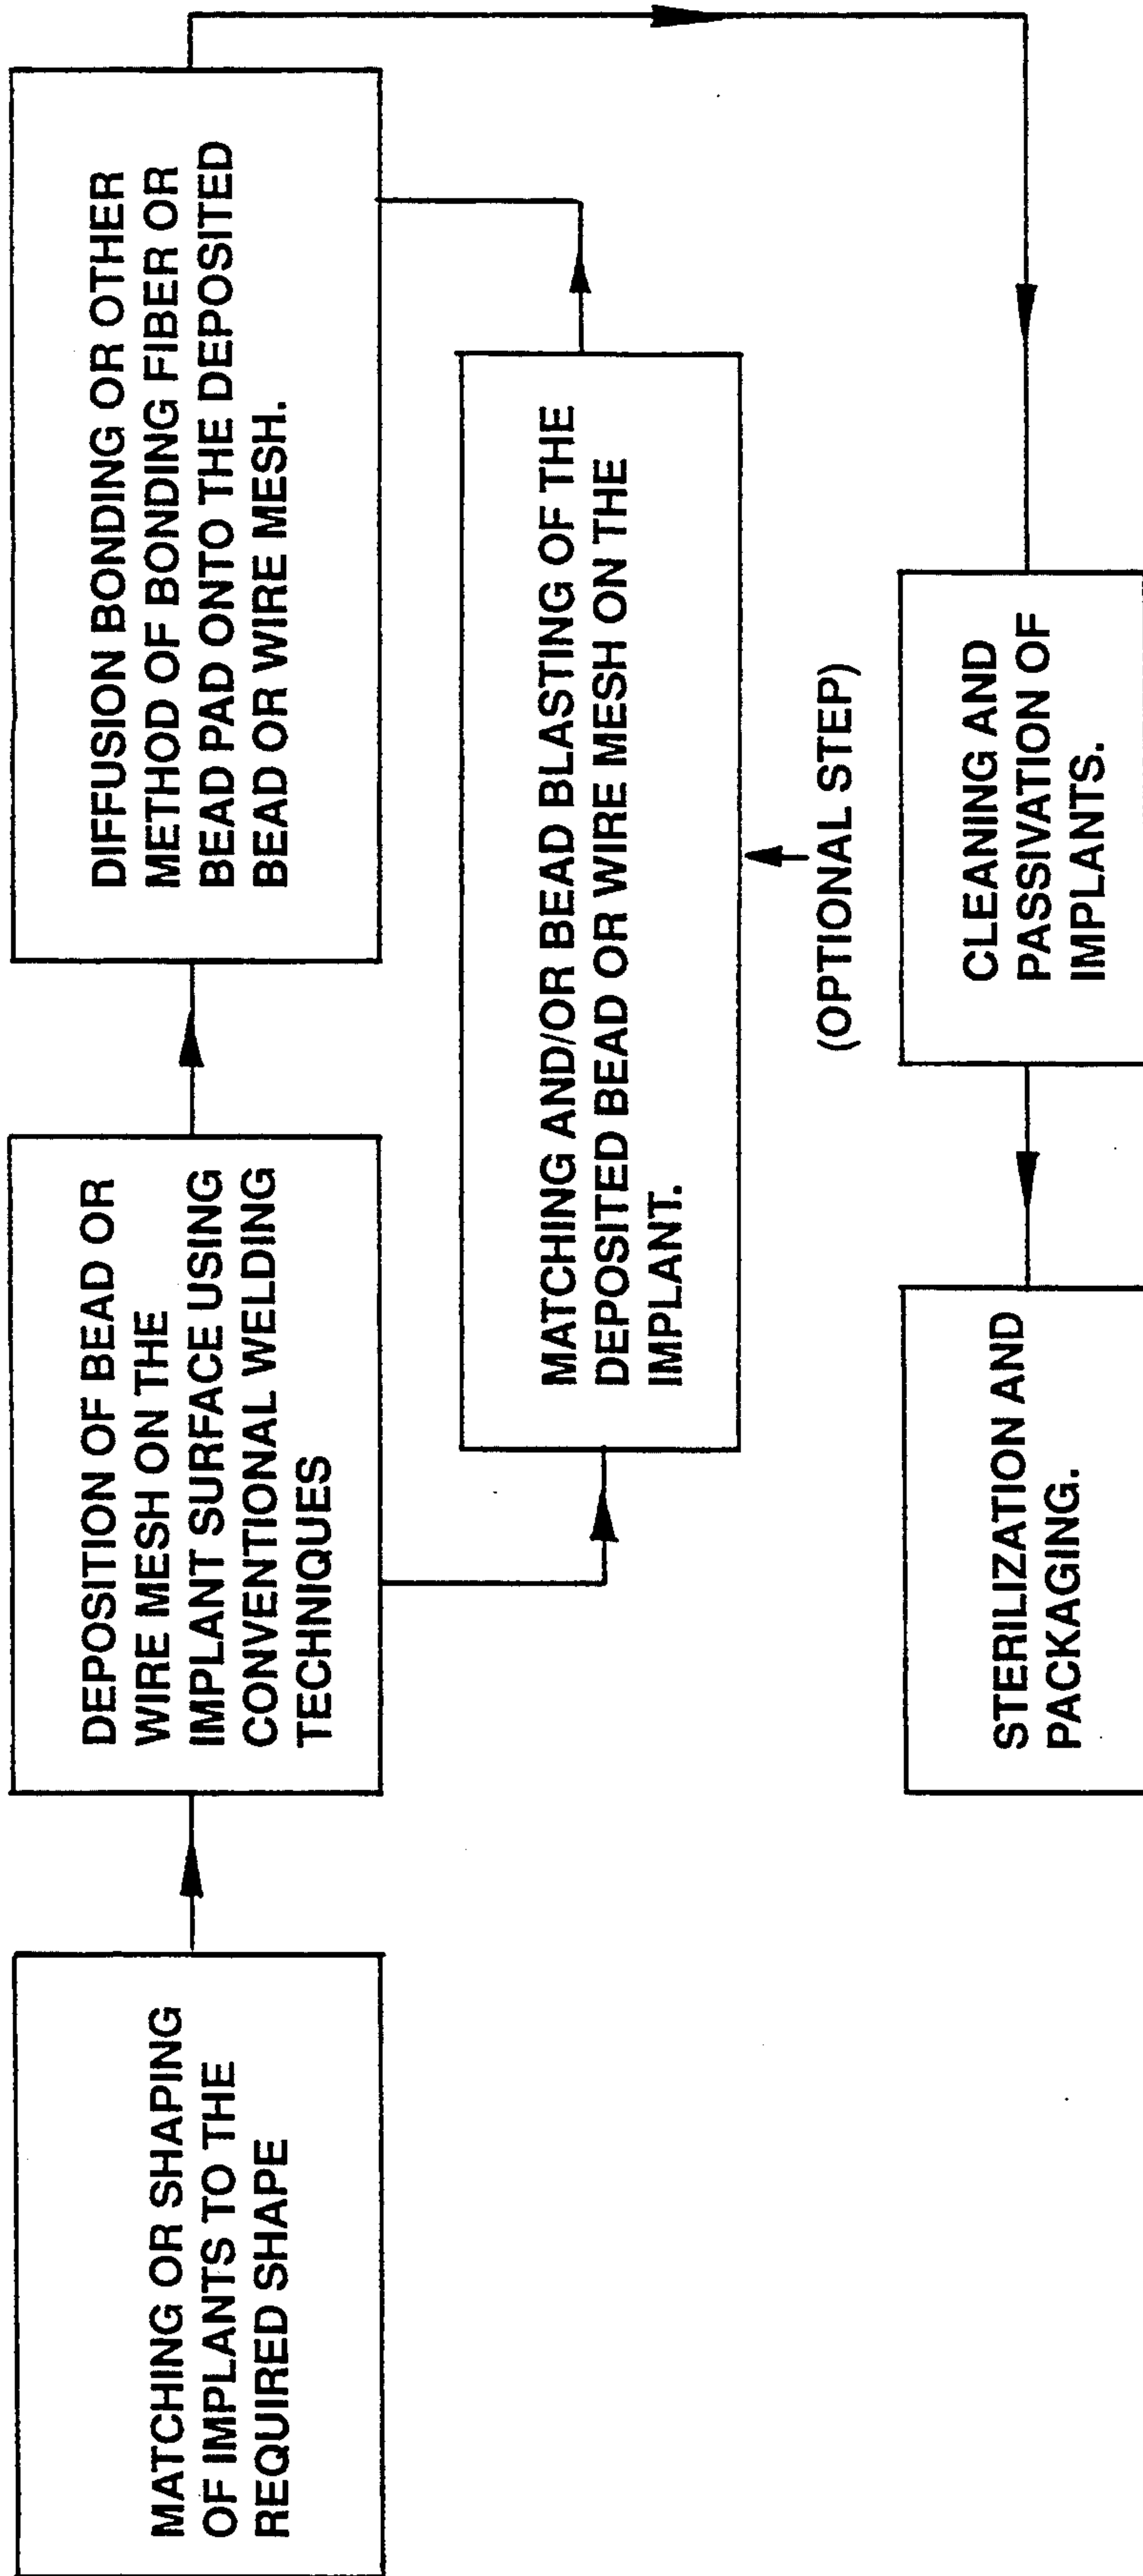 MATCHING OR SHAPING
OF IMPLANTS TO THE
REQUIRED SHAPE
DEPOSITION OF BEAD OR
WIRE MESH ON THE
IMPLANT SURFACE USING
CONVENTIONAL WELDING
TECHNIQUES
DIFFUSION BONDING OR OTHER
METHOD OF BONDING FIBER OR
BEAD PAD ONTO THE DEPOSITED
BEAD OR WIRE MESH.
MATCHING AND/OR BEAD BLASTING OF THE
DEPOSITED BEAD OR WIRE MESH ON THE
IMPLANT.
(OPTIONAL STEP)
CLEANING AND
PASSIVATION OF
IMPLANTS.
STERILIZATION AND
PACKAGING.